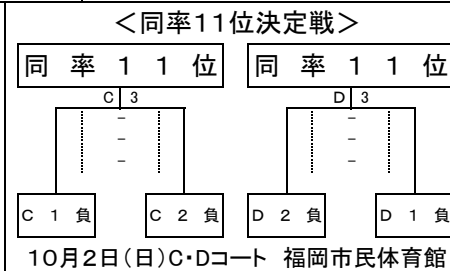 ＜同率11位決定戦＞
同 率 1 1 位 同 率 1 1 位
C 3 D 3
- -
- -
- -
C 1 負 C 2 負 D 2 負 D 1 負
10月2日(日)C・Dコート 福岡市民体育館